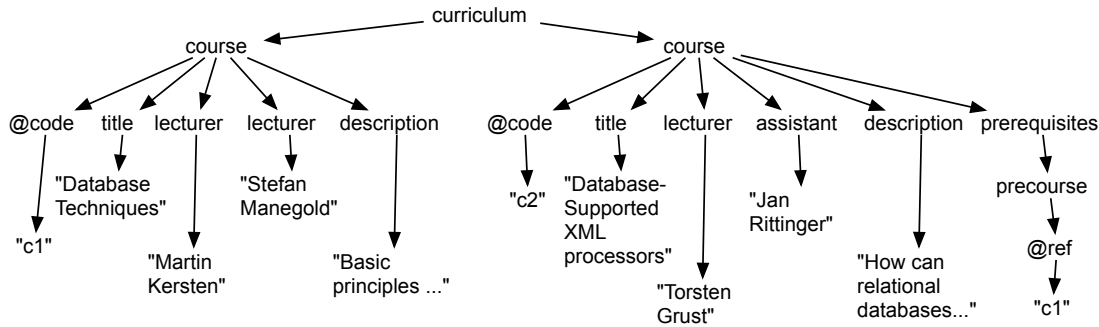 curriculum
course course
@code title lecturer lecturer description @code title lecturer assistant description prerequisites
"c1"
"Database
Techniques"
"Martin
Kersten"
"Stefan
Manegold"
"Basic
principles ..."
"c2"
"Database-
Supported
XML
processors"
"Torsten
Grust"
"Jan
Rittinger"
"How can
relational
databases..."
precourse
@ref
"c1"